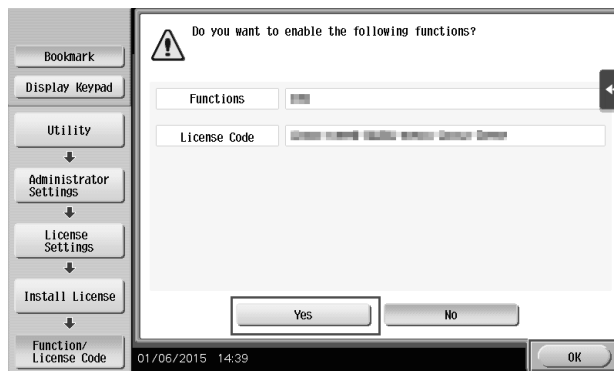 Do you want to enable the following functions?
Bookmark
Display Keypad
Utility
Administrator
Settings
License
Settings
Install License
Function/
License Code
Functions
License Code
Yes
No
01/06/2015 14:39
OK